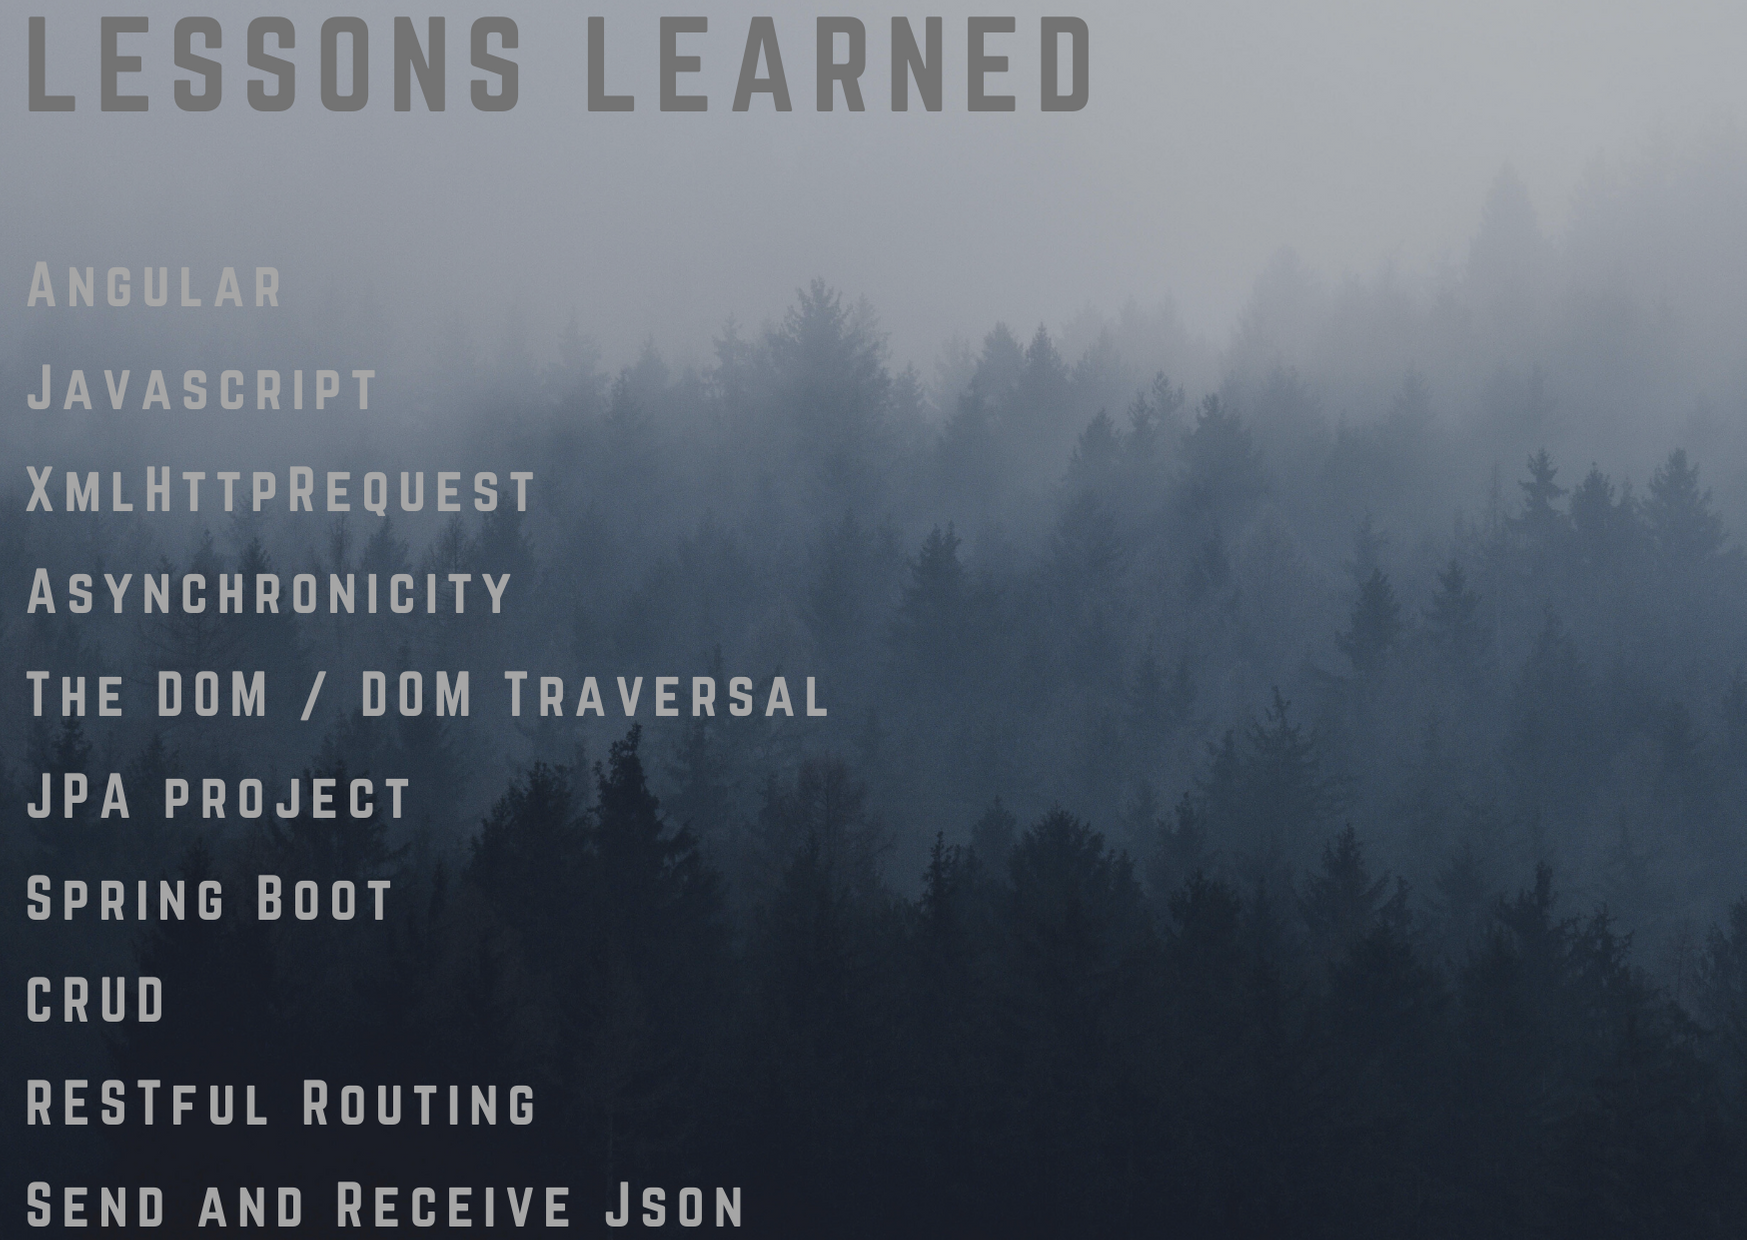 LESSONS LEARNED
Angular
Javascript
XmlHttpRequest
Asynchronicity
The DOM / DOM Traversal
JPA project
Spring Boot
CRUD
RESTful Routing
Send and Receive Json